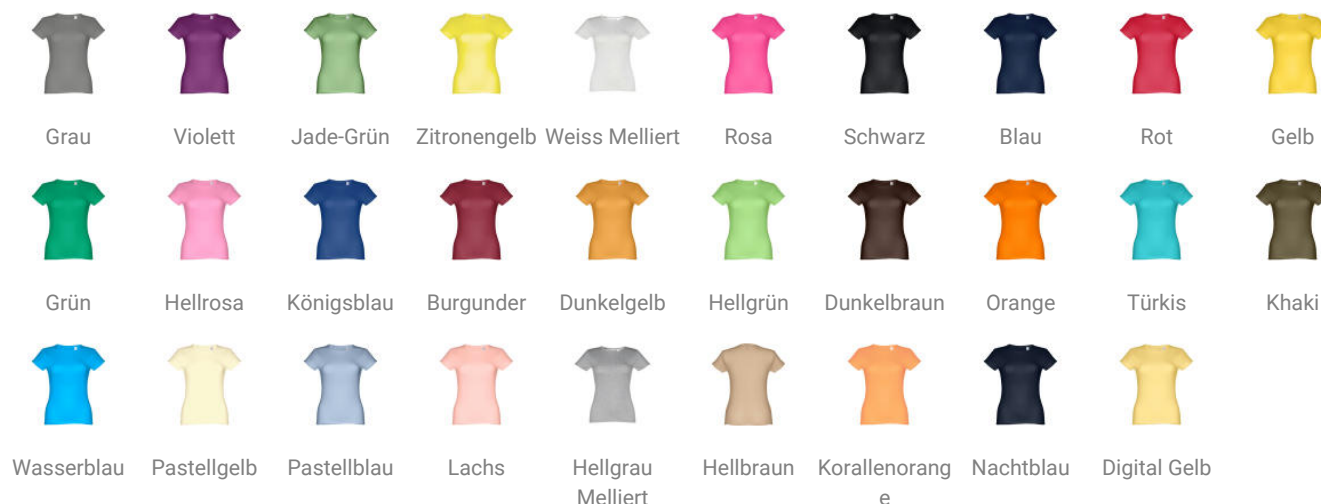 Grau Violett Jade-Grün Zitronengelb Weiss Melliert Rosa Schwarz Blau Rot Gelb
Grün Hellrosa Königsblau Burgunder Dunkelgelb Hellgrün Dunkelbraun Orange Türkis Khaki
Wasserblau Pastellgelb Pastellblau Lachs Hellgrau Hellbraun Korallenorang Nachtblau Digital Gelb
Melliert e